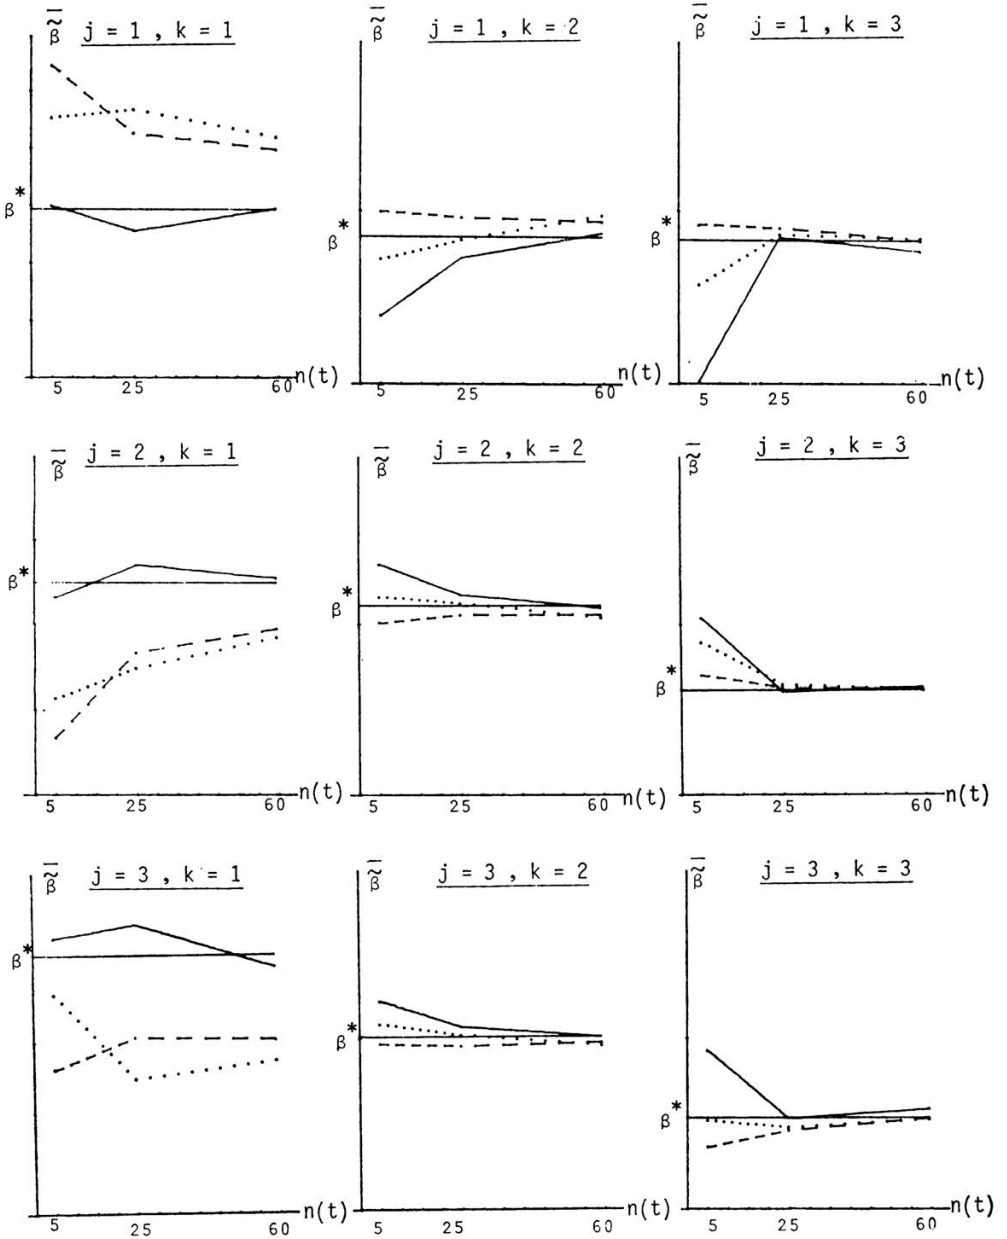 β̃̄ j = 1 , k = 1
β*
5 25 60 n(t)
β̃̄ j = 1 , k = 2
β*
5 25 60 n(t)
β̃̄ j = 1 , k = 3
β*
5 25 60 n(t)
β̃̄ j = 2 , k = 1
β*
5 25 60 n(t)
β̃̄ j = 2 , k = 2
β*
5 25 60 n(t)
β̃̄ j = 2 , k = 3
β*
5 25 60 n(t)
β̃̄ j = 3 , k = 1
β*
5 25 60 n(t)
β̃̄ j = 3 , k = 2
β*
5 25 60 n(t)
β̃̄ j = 3 , k = 3
β*
5 25 60 n(t)